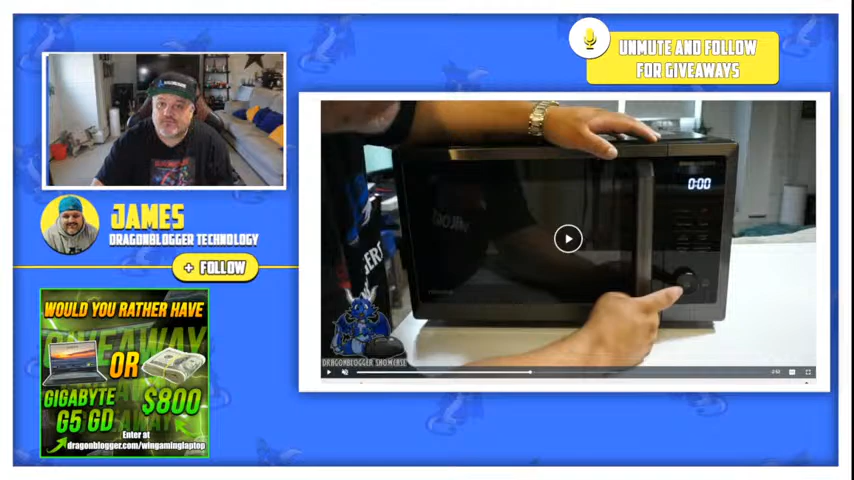 UNMUTE AND FOLLOW
FOR GIVEAWAYS
0:00
JAMES
DRAGONBLOGGER TECHNOLOGY
+ FOLLOW
WOULD YOU RATHER HAVE
GIVEAWAY
OR
GIGABYTE
G5 GD
$800
Enter at
dragonblogger.com/wingaminglaptop
DRAGONBLOGGER SHOWCASE